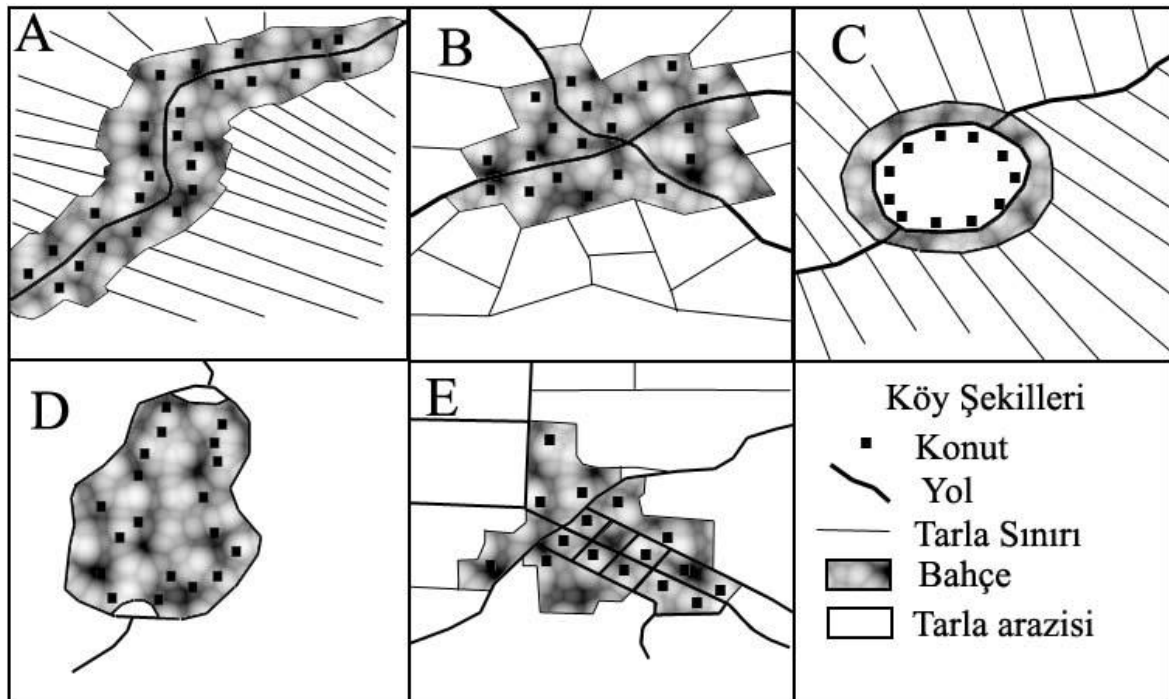 A
B
C
D
E
Köy Şekilleri
Konut
Yol
Tarla Sınırı
Bahçe
Tarla arazisi